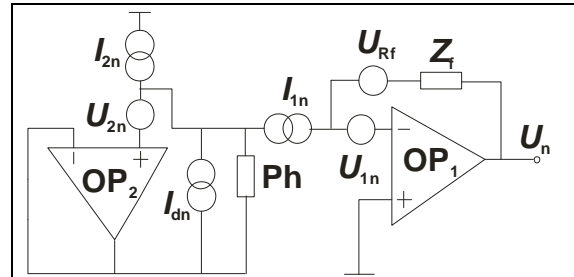 I2n
U2n
− +
OP2
Idn
Ph
I1n
URf
Zf
U1n
−
OP1
+
Un